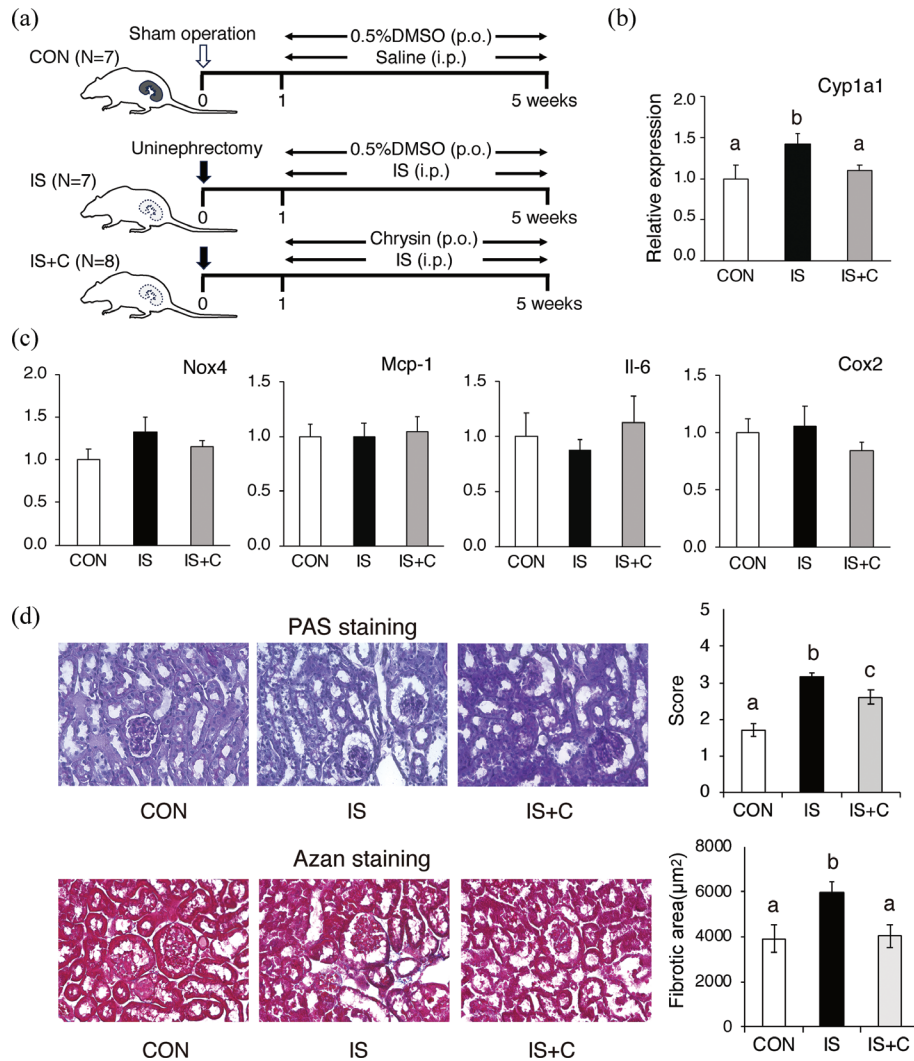 (a)
Sham operation
CON (N=7)
0.5%DMSO (p.o.)
Saline (i.p.)
0
1
5 weeks
Uninephrectomy
IS (N=7)
0.5%DMSO (p.o.)
IS (i.p.)
0
1
5 weeks
IS+C (N=8)
Chrysin (p.o.)
IS (i.p.)
0
1
5 weeks
(b)
Cyp1a1
Relative expression
2.0
1.5
1.0
0.5
0.0
a
b
a
CON IS IS+C
(c)
Nox4
2.0
1.5
1.0
0.5
0.0
CON IS IS+C
Mcp-1
1.5
1.0
0.5
0.0
CON IS IS+C
Il-6
1.5
1.0
0.5
0.0
CON IS IS+C
Cox2
1.5
1.0
0.5
0.0
CON IS IS+C
(d)
PAS staining
CON IS IS+C
Score
5
4
3
2
1
0
a
b
c
CON IS IS+C
Azan staining
CON IS IS+C
Fibrotic area(µm²)
8000
6000
4000
2000
0
a
b
a
CON IS IS+C